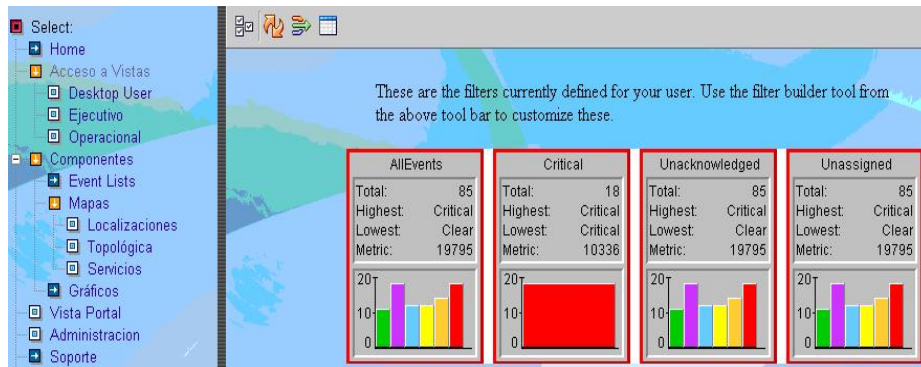 Select:
Home
Acceso a Vistas
Desktop User
Ejecutivo
Operacional
Componentes
Event Lists
Mapas
Localizaciones
Topológica
Servicios
Gráficos
Vista Portal
Administracion
Soporte
These are the filters currently defined for your user. Use the filter builder tool from
the above tool bar to customize these.
AllEvents
Total: 85
Highest: Critical
Lowest: Clear
Metric: 19795
20
10
0
Critical
Total: 18
Highest: Critical
Lowest: Critical
Metric: 10336
20
10
0
Unacknowledged
Total: 85
Highest: Critical
Lowest: Clear
Metric: 19795
20
10
0
Unassigned
Total: 85
Highest: Critical
Lowest: Clear
Metric: 19795
20
10
0